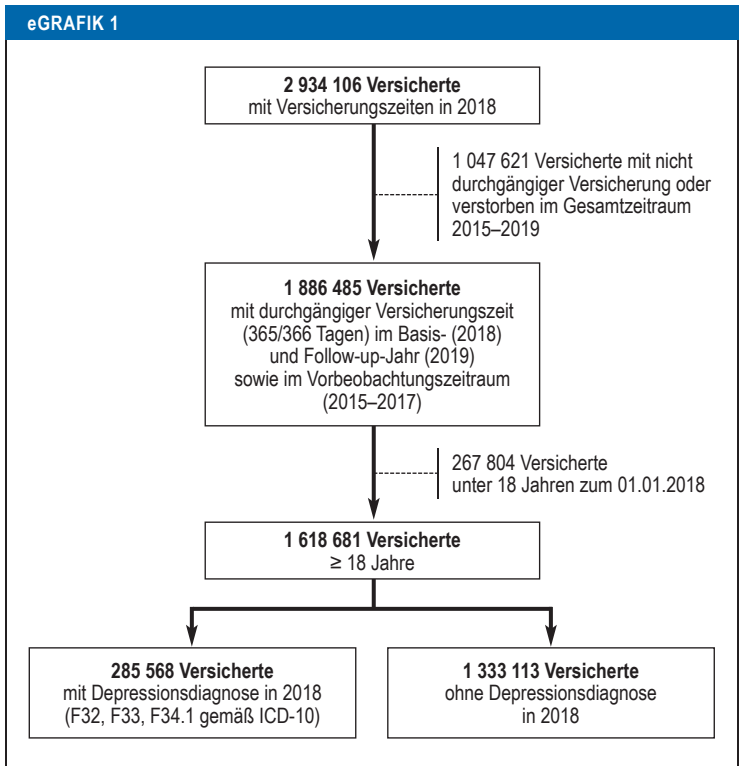 eGRAFIK 1
2 934 106 Versicherte
mit Versicherungszeiten in 2018
1 047 621 Versicherte mit nicht
durchgängiger Versicherung oder
verstorben im Gesamtzeitraum
2015–2019
1 886 485 Versicherte
mit durchgängiger Versicherungszeit
(365/366 Tagen) im Basis- (2018)
und Follow-up-Jahr (2019)
sowie im Vorbeobachtungszeitraum
(2015–2017)
267 804 Versicherte
unter 18 Jahren zum 01.01.2018
1 618 681 Versicherte
≥ 18 Jahre
285 568 Versicherte
mit Depressionsdiagnose in 2018
(F32, F33, F34.1 gemäß ICD-10)
1 333 113 Versicherte
ohne Depressionsdiagnose
in 2018